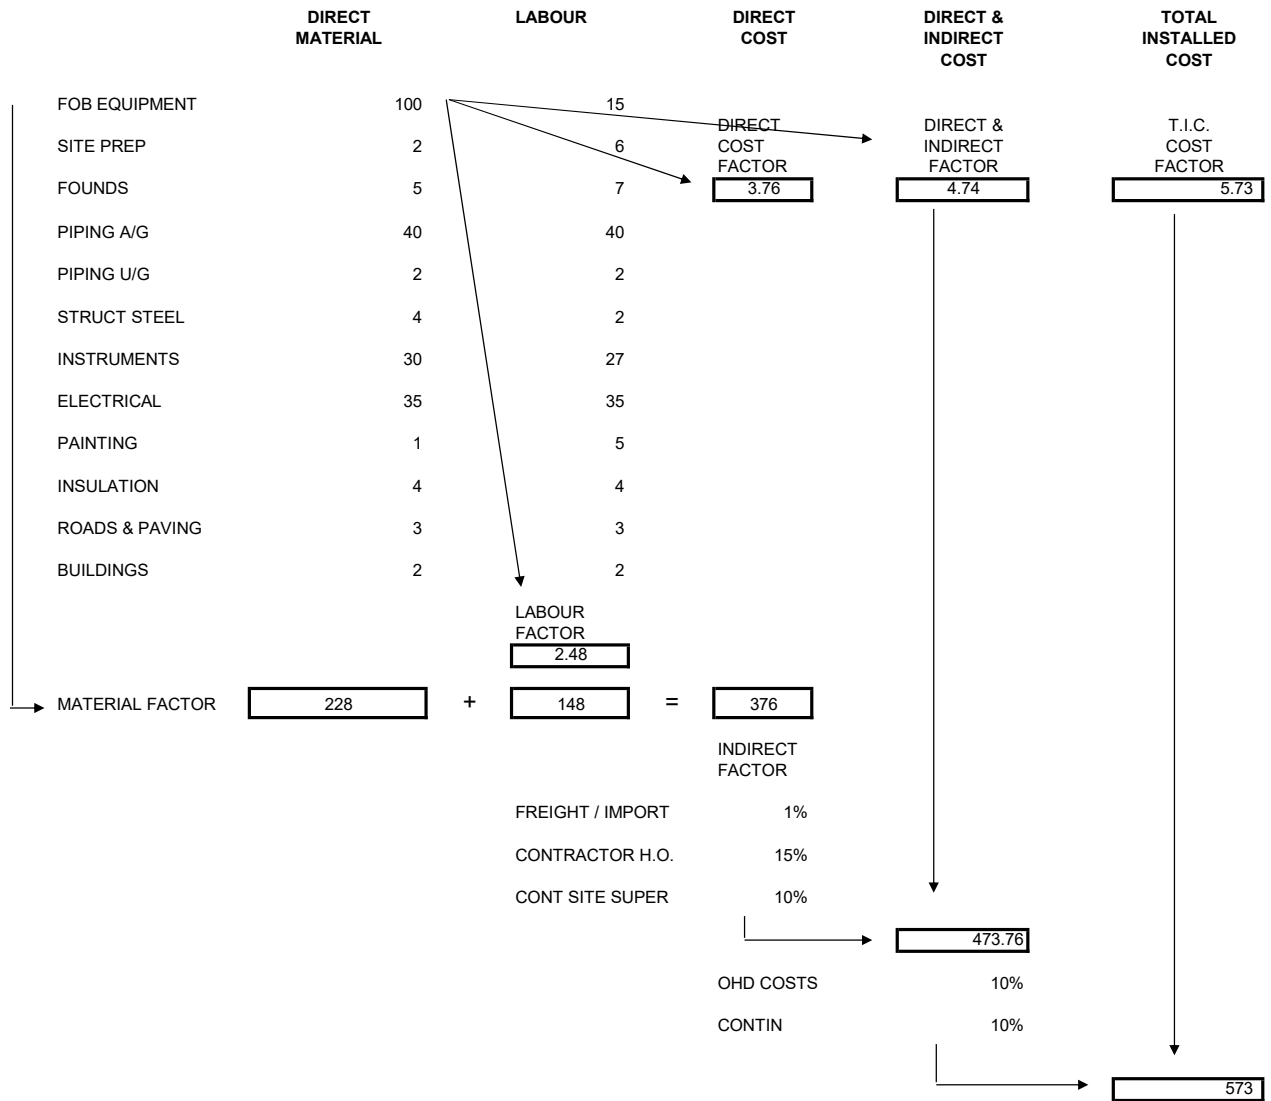 DIRECT MATERIAL LABOUR DIRECT COST DIRECT & INDIRECT COST TOTAL INSTALLED COST
FOB EQUIPMENT 100 15
DIRECT COST FACTOR DIRECT & INDIRECT FACTOR T.I.C. COST FACTOR
SITE PREP 2 6
FOUNDS 5 7 3.76 4.74 5.73
PIPING A/G 40 40
PIPING U/G 2 2
STRUCT STEEL 4 2
INSTRUMENTS 30 27
ELECTRICAL 35 35
PAINTING 1 5
INSULATION 4 4
ROADS & PAVING 3 3
BUILDINGS 2 2
LABOUR
FACTOR
2.48
MATERIAL FACTOR 228 + 148 = 376
INDIRECT
FACTOR
FREIGHT / IMPORT 1%
CONTRACTOR H.O. 15%
CONT SITE SUPER 10%
473.76
OHD COSTS 10%
CONTIN 10%
573